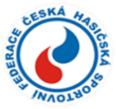 ČESKÁ HASIČSKÁ
SPORTOVNÍ FEDERACE